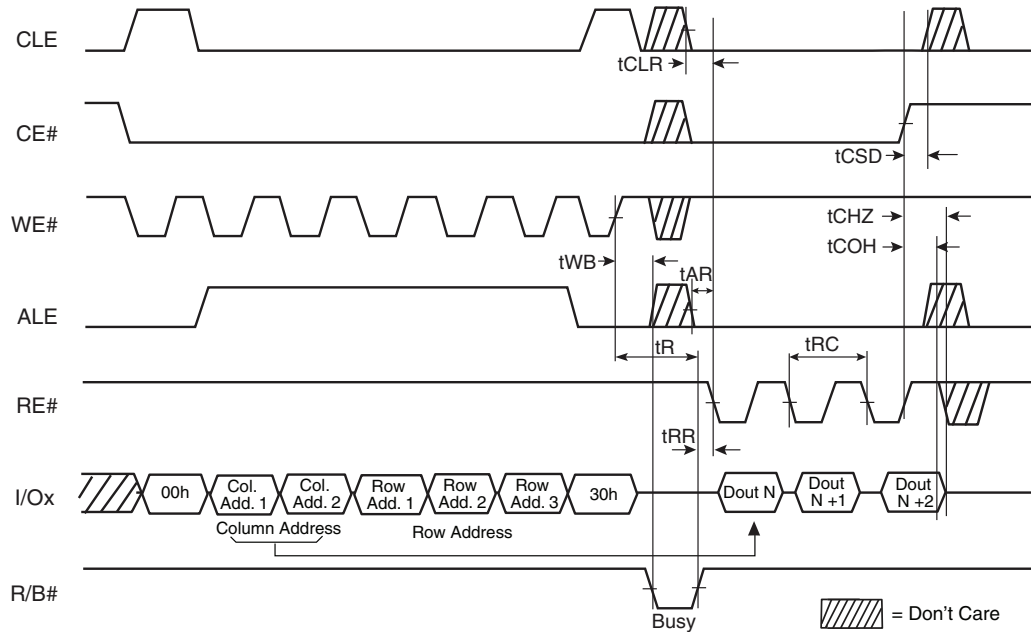 CLE
tCLR
CE#
tCSD
WE#
tCHZ
tCOH
tWB
tAR
ALE
tR
tRC
RE#
tRR
I/Ox
00h
Col. Add. 1
Col. Add. 2
Row Add. 1
Row Add. 2
Row Add. 3
30h
Dout N
Dout N +1
Dout N +2
Column Address
Row Address
R/B#
Busy
= Don't Care